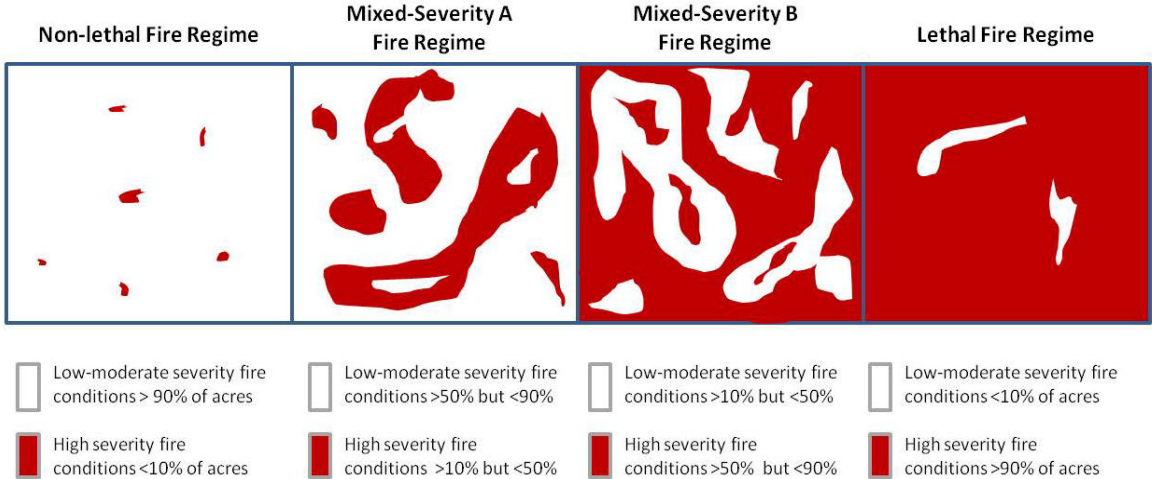 Non-lethal Fire Regime
Mixed-Severity A
Fire Regime
Mixed-Severity B
Fire Regime
Lethal Fire Regime
Low-moderate severity fire
conditions > 90% of acres
High severity fire
conditions <10% of acres
Low-moderate severity fire
conditions >50% but <90%
High severity fire
conditions >10% but <50%
Low-moderate severity fire
conditions >10% but <50%
High severity fire
conditions >50% but <90%
Low-moderate severity fire
conditions <10% of acres
High severity fire
conditions >90% of acres